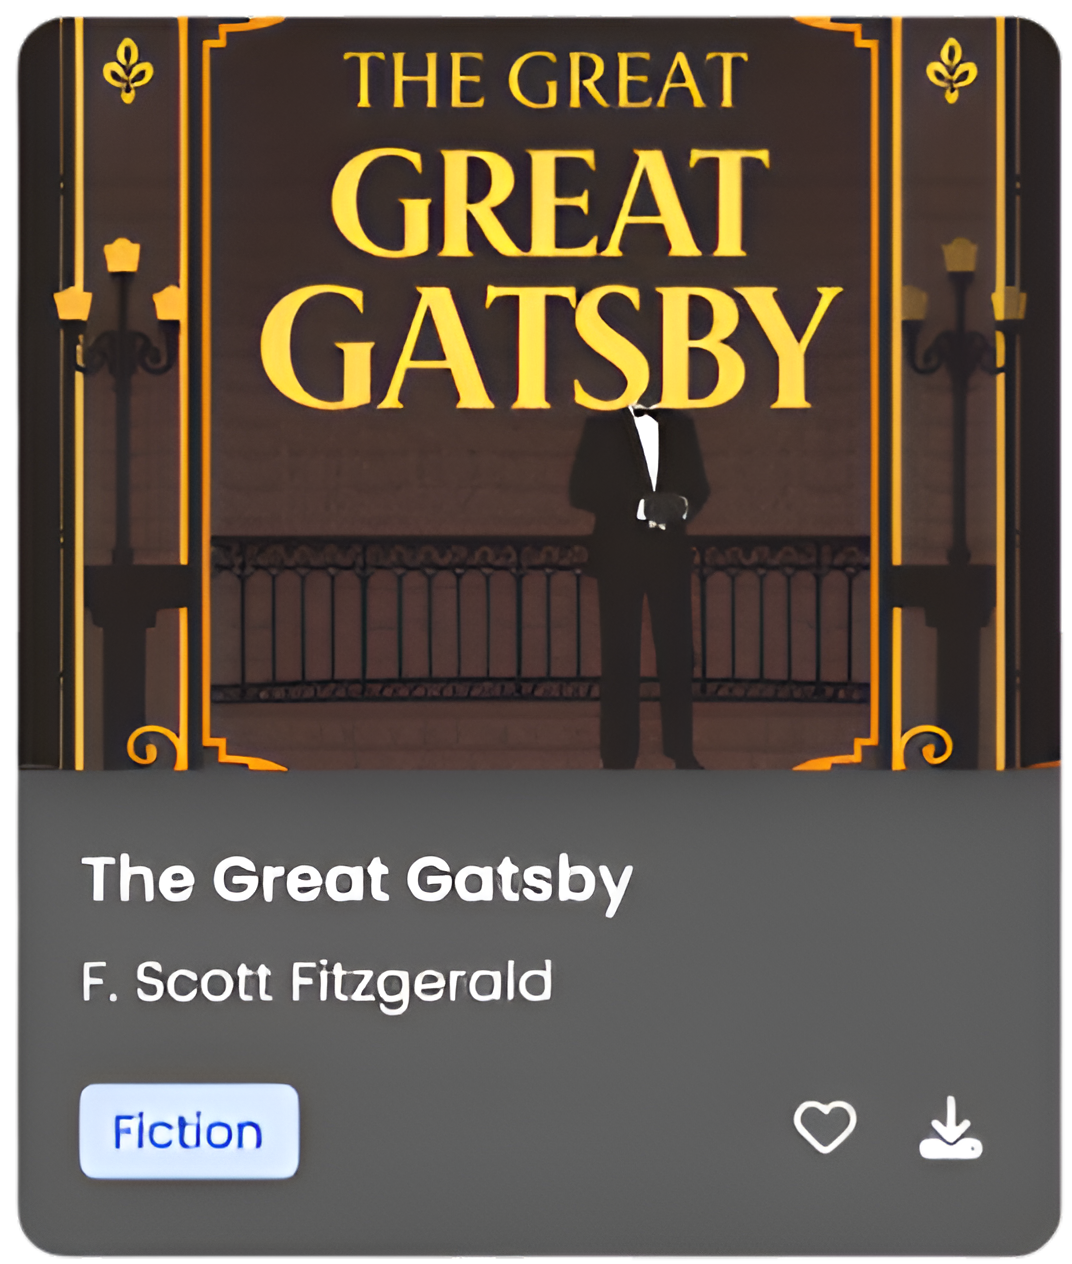 THE GREAT
GREAT
GATSBY
The Great Gatsby
F. Scott Fitzgerald
Fiction